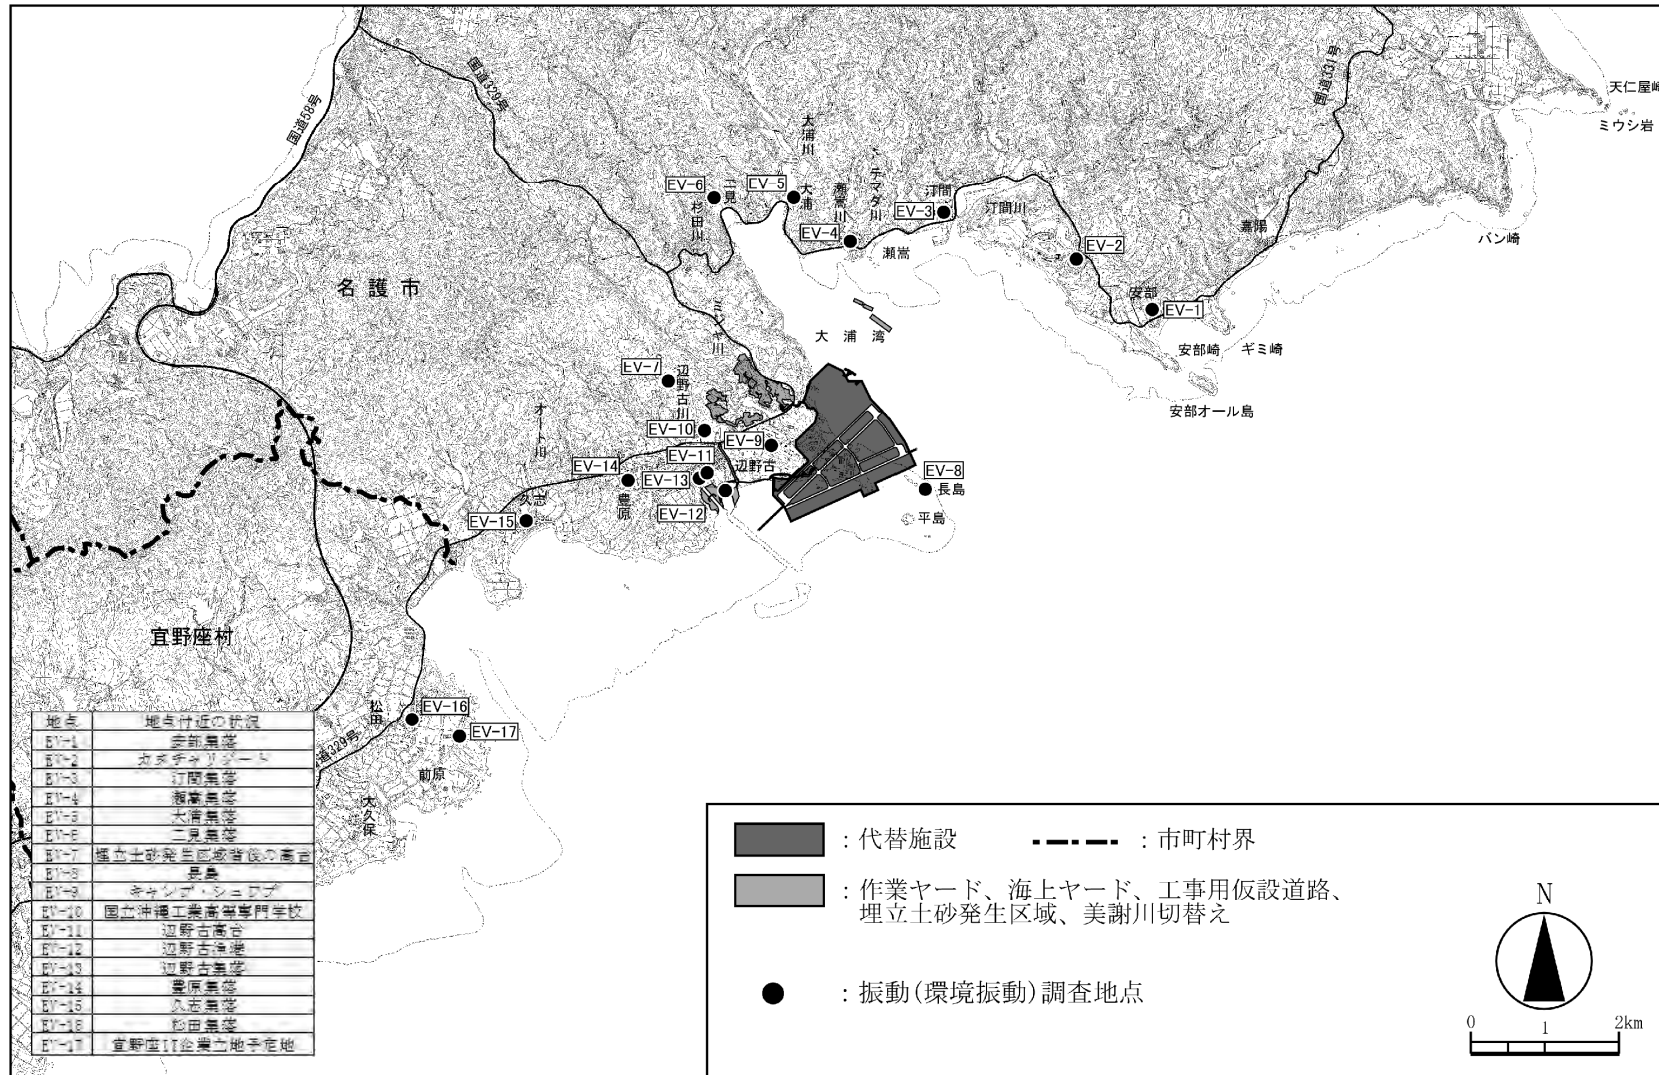 国道58号
国道329号
国道331号
天仁屋崎
ミウシ岩
バン崎
嘉陽
大浦川
EV-6
二見
杉田川
EV-5
大浦
瀬嵩川
テマダ川
EV-4
瀬嵩
汀間
EV-3
汀間川
EV-2
安部
EV-1
安部崎
ギミ崎
安部オール島
名護市
大浦湾
EV-7
辺野古川
EV-10
EV-9
辺野古
EV-11
EV-13
EV-12
EV-14
豊原
EV-8
長島
平島
オート川
久志
EV-15
宜野座村
松田
EV-16
EV-17
前原
大久保
道329号
地点 地点付近の状況
EV-1 安部集落
EV-2 カヌチャリゾート
EV-3 汀間集落
EV-4 瀬嵩集落
EV-5 大浦集落
EV-6 二見集落
EV-7 埋立土砂発生区域背後の高台
EV-8 長島
EV-9 キャンプ・シュワブ
EV-10 国立沖縄工業高等専門学校
EV-11 辺野古高台
EV-12 辺野古漁港
EV-13 辺野古集落
EV-14 豊原集落
EV-15 久志集落
EV-16 松田集落
EV-17 宜野座II企業立地予定地
：代替施設
：市町村界
：作業ヤード、海上ヤード、工事用仮設道路、
埋立土砂発生区域、美謝川切替え
：振動(環境振動)調査地点
N
0 1 2km